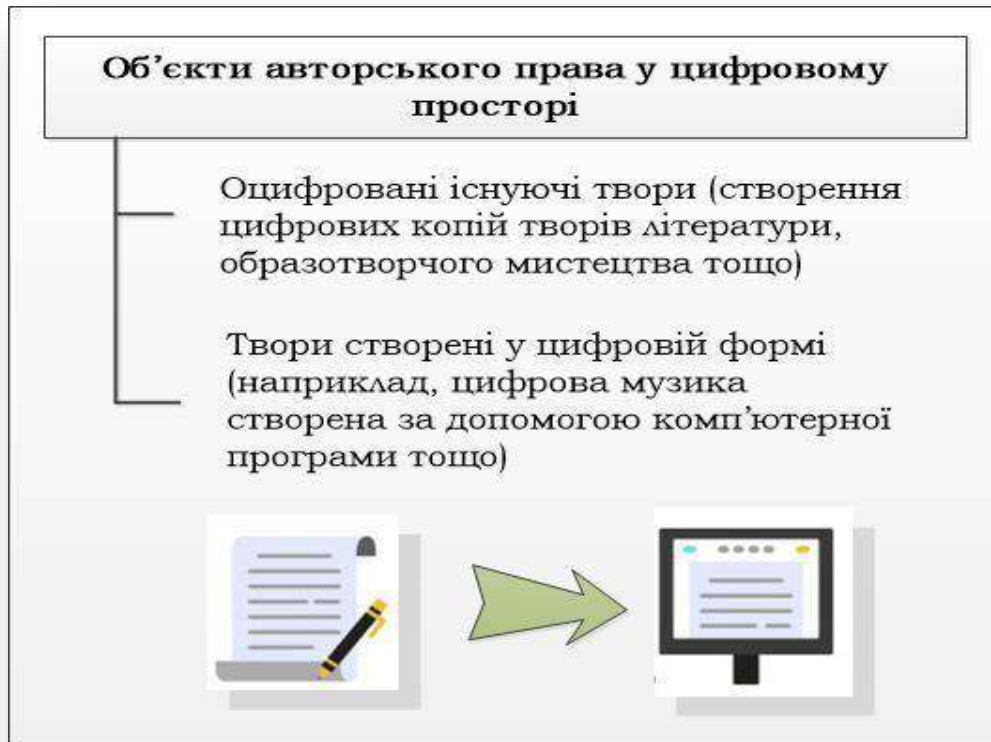 Об’єкти авторського права у цифровому
просторі
Оцифровані існуючі твори (створення
цифрових копій творів літератури,
образотворчого мистецтва тощо)
Твори створені у цифровій формі
(наприклад, цифрова музика
створена за допомогою комп’ютерної
програми тощо)